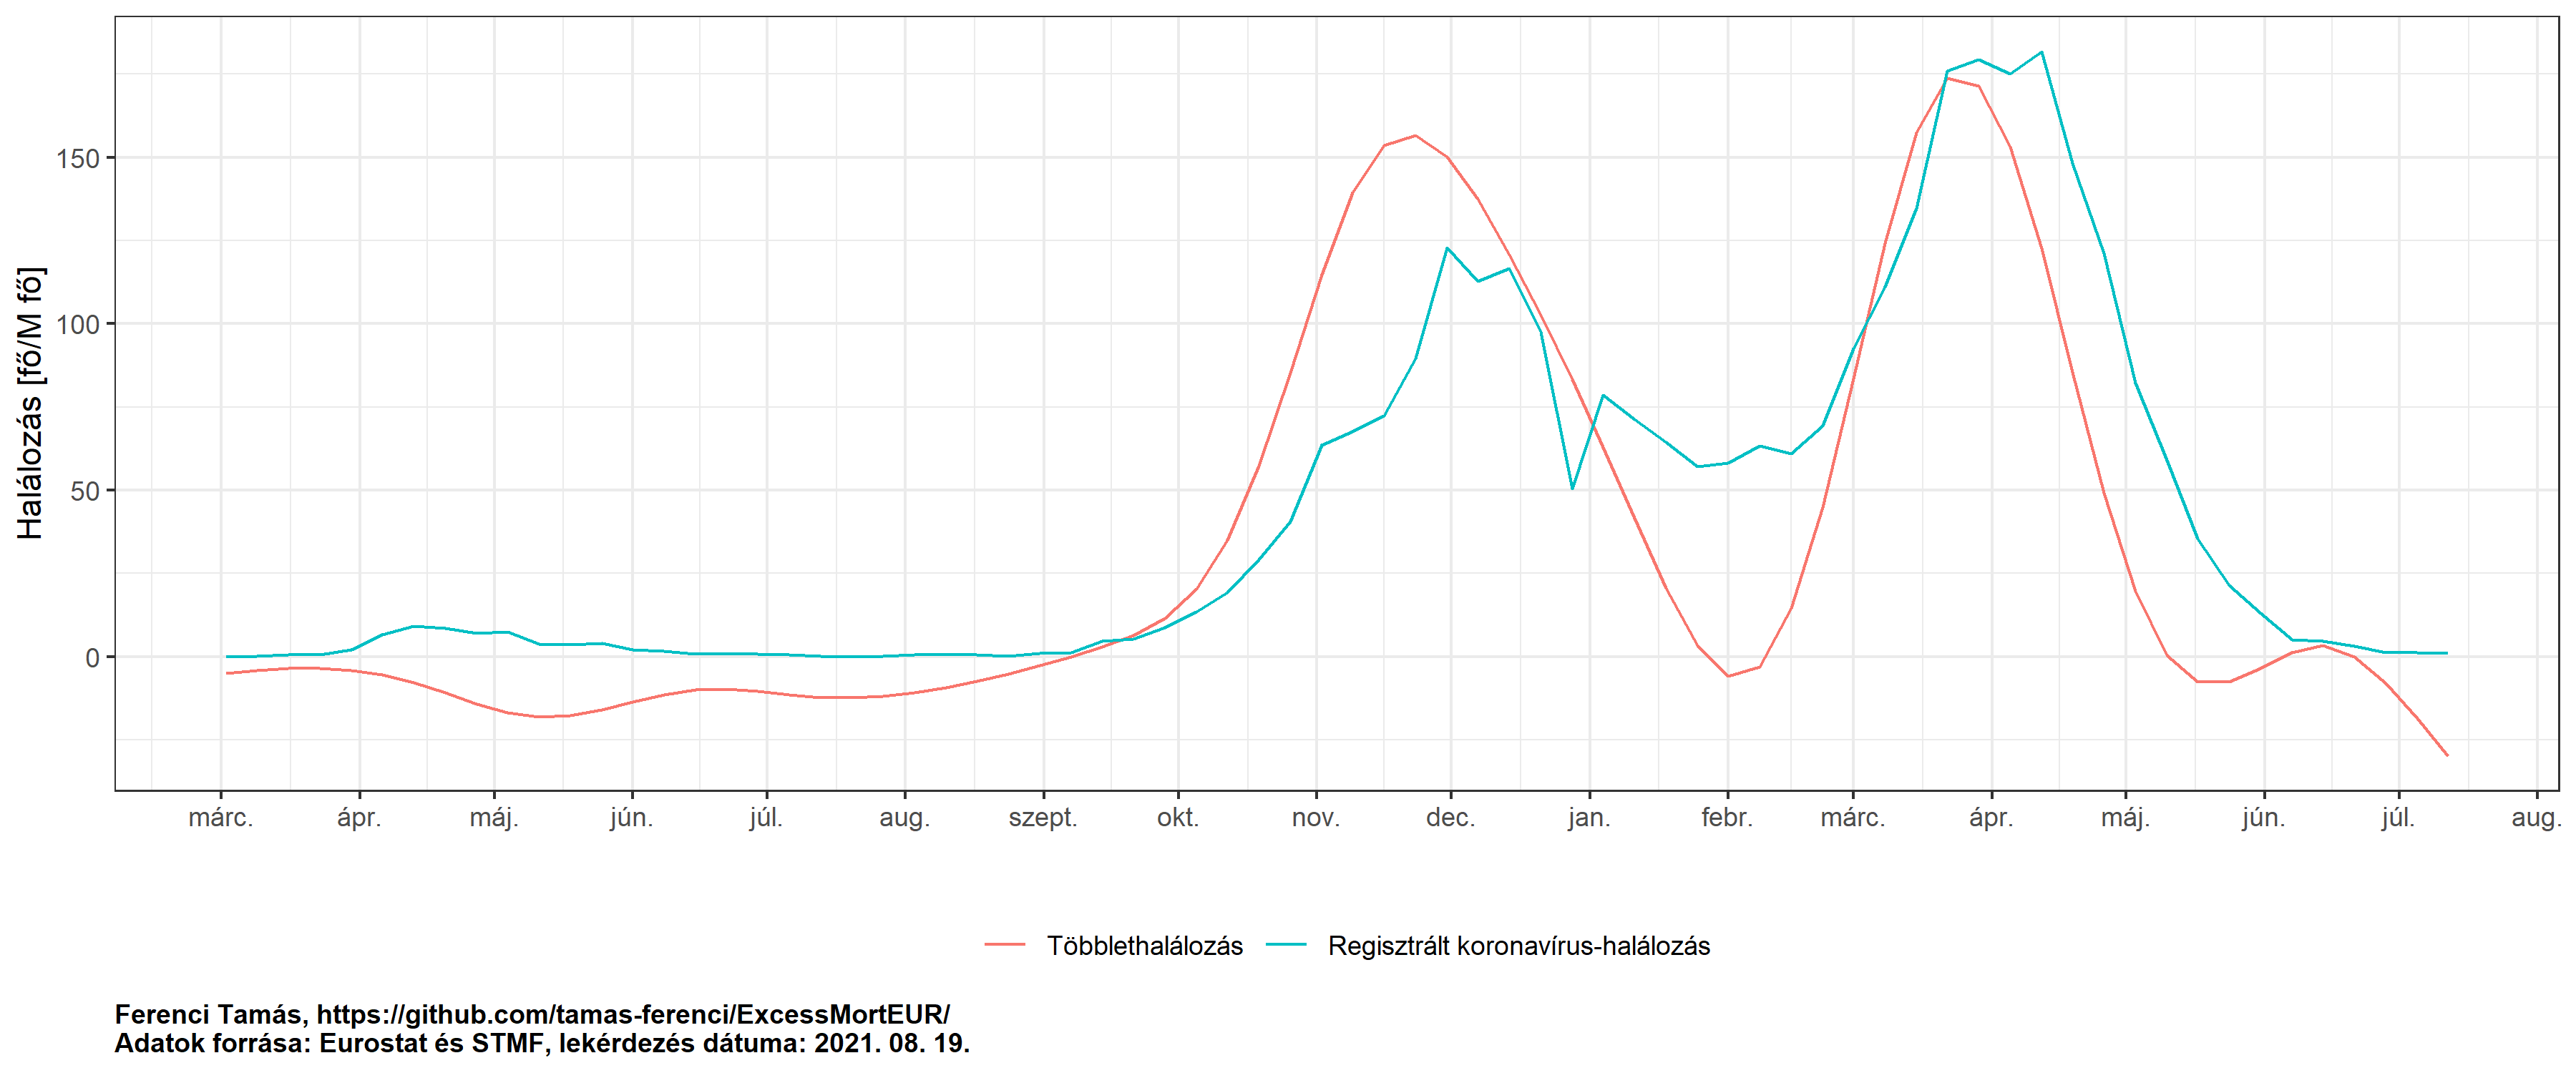 Halálozás [fő/M fő]
150
100
50
0
márc. ápr. máj. jún. júl. aug. szept. okt. nov. dec. jan. febr. márc. ápr. máj. jún. júl. aug.
Többlethalálozás Regisztrált koronavírus-halálozás
Ferenci Tamás, https://github.com/tamas-ferenci/ExcessMortEUR/
Adatok forrása: Eurostat és STMF, lekérdezés dátuma: 2021. 08. 19.